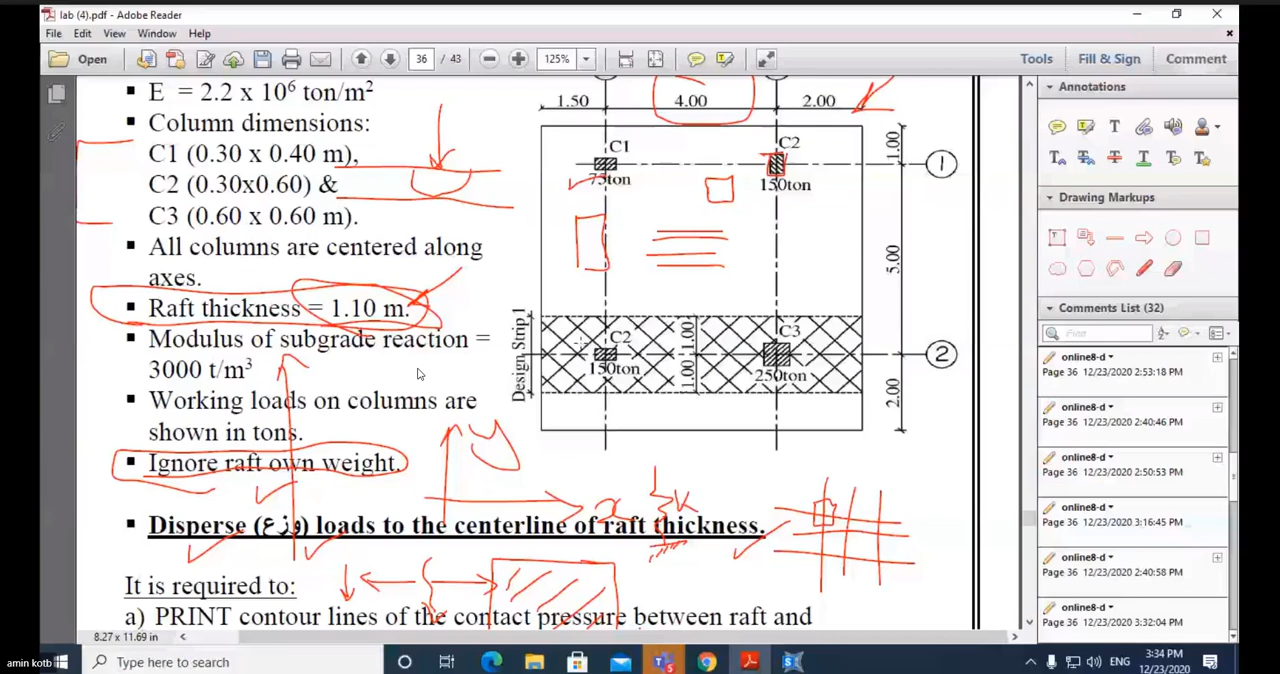 lab (4).pdf - Adobe Reader
File Edit View Window Help
Open 36 / 43 125% Tools Fill & Sign Comment
E = 2.2 x 10⁶ ton/m²
Column dimensions:
C1 (0.30 x 0.40 m),
C2 (0.30x0.60) &
C3 (0.60 x 0.60 m).
All columns are centered along
axes.
Raft thickness = 1.10 m.
Modulus of subgrade reaction =
3000 t/m³
Working loads on columns are
shown in tons.
Ignore raft own weight.
Disperse (وزع) loads to the centerline of raft thickness.
It is required to:
a) PRINT contour lines of the contact pressure between raft and
1.50 4.00 2.00
C1 C2
75ton 150ton
1.00
1
5.00
Design Strip 1
C2 1.00 C3
150ton 1.00 250ton
2
2.00
y
x
K
Annotations
Drawing Markups
Comments List (32)
Find
online8-d
Page 36 12/23/2020 2:53:18 PM
online8-d
Page 36 12/23/2020 2:40:46 PM
online8-d
Page 36 12/23/2020 2:50:53 PM
online8-d
Page 36 12/23/2020 3:16:45 PM
online8-d
Page 36 12/23/2020 2:40:58 PM
online8-d
Page 36 12/23/2020 3:32:04 PM
8.27 x 11.69 in
amin kotb
Type here to search
ENG
3:34 PM
12/23/2020